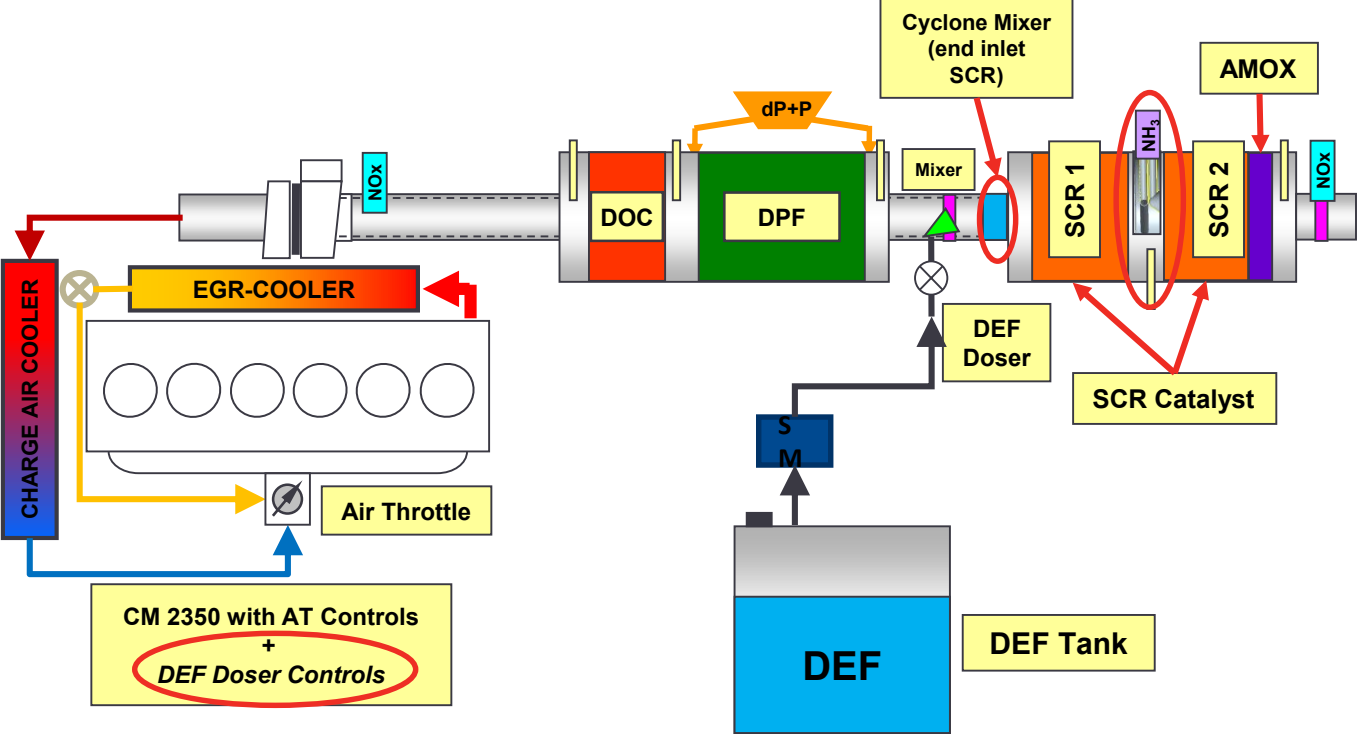 Cyclone Mixer
(end inlet
SCR)
AMOX
dP+P
NH3
NOx
Mixer
SCR 1
SCR 2
NOx
DOC
DPF
EGR-COOLER
CHARGE AIR COOLER
DEF
Doser
SCR Catalyst
S
M
Air Throttle
CM 2350 with AT Controls
+
DEF Doser Controls
DEF
DEF Tank